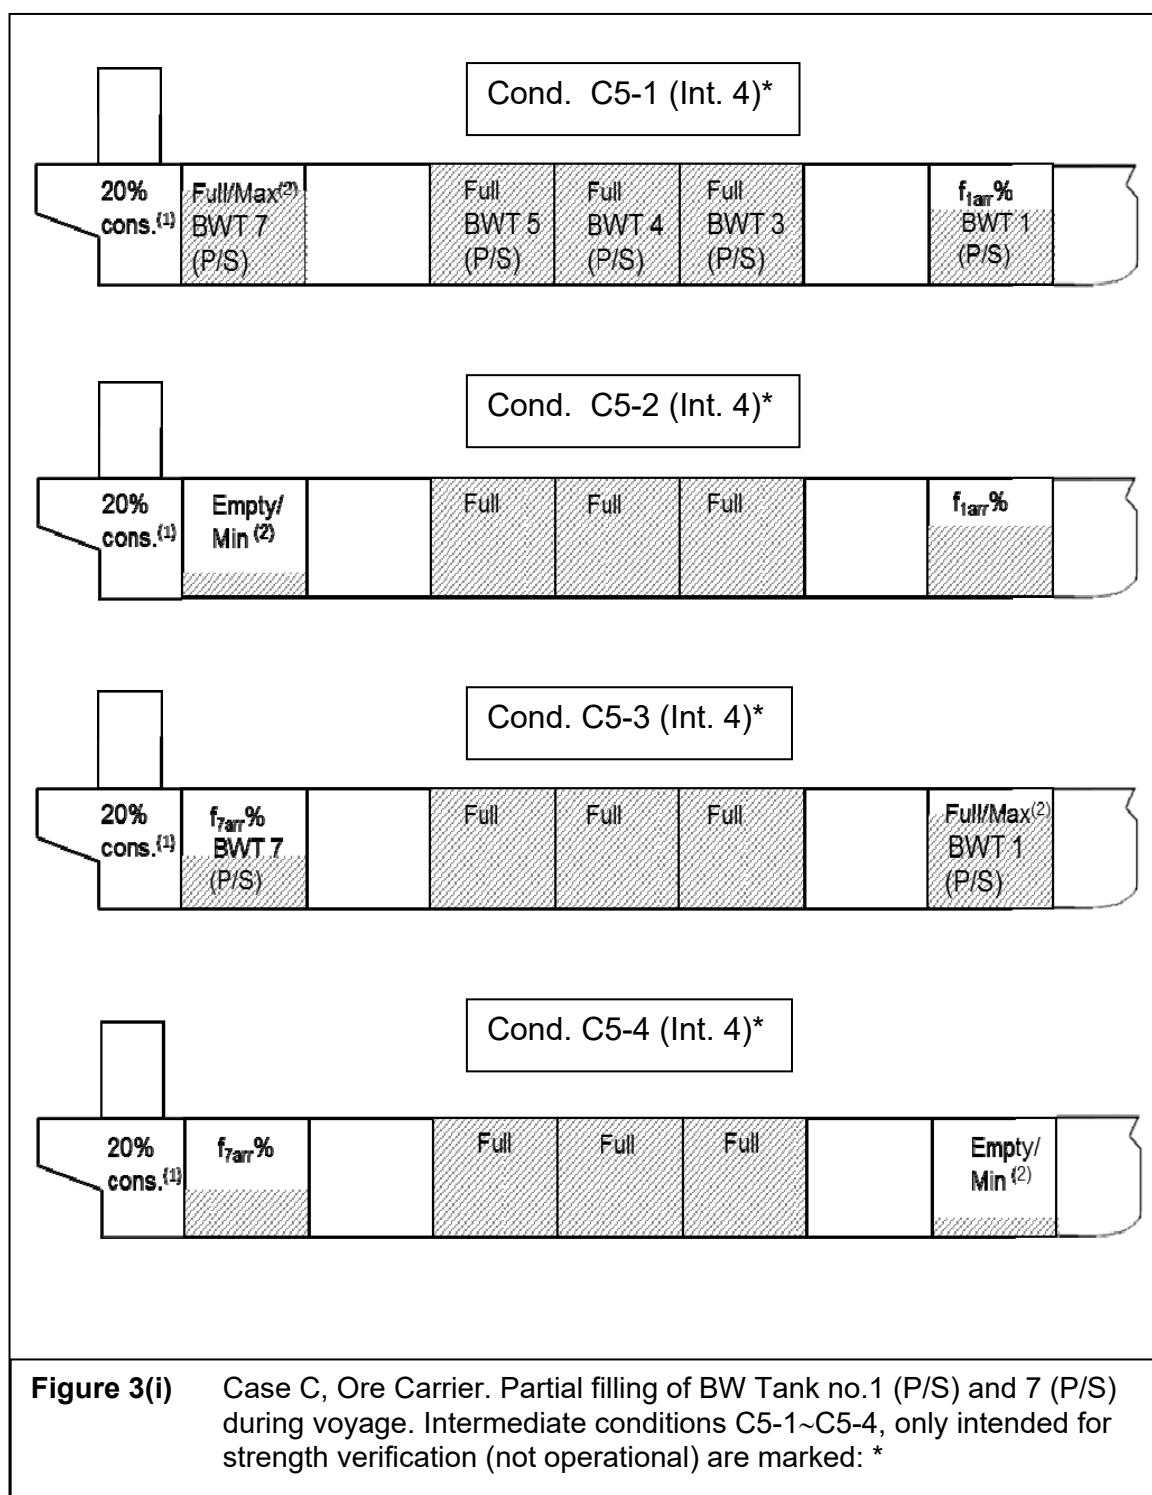 Cond. C5-1 (Int. 4)*
20%
cons.(1)
Full/Max(2)
BWT 7
(P/S)
Full
BWT 5
(P/S)
Full
BWT 4
(P/S)
Full
BWT 3
(P/S)
f1arr%
BWT 1
(P/S)
Cond. C5-2 (Int. 4)*
20%
cons.(1)
Empty/
Min (2)
Full
Full
Full
f1arr%
Cond. C5-3 (Int. 4)*
20%
cons.(1)
f7arr%
BWT 7
(P/S)
Full
Full
Full
Full/Max(2)
BWT 1
(P/S)
Cond. C5-4 (Int. 4)*
20%
cons.(1)
f7arr%
Full
Full
Full
Empty/
Min (2)
Figure 3(i) Case C, Ore Carrier. Partial filling of BW Tank no.1 (P/S) and 7 (P/S)
during voyage. Intermediate conditions C5-1~C5-4, only intended for
strength verification (not operational) are marked: *